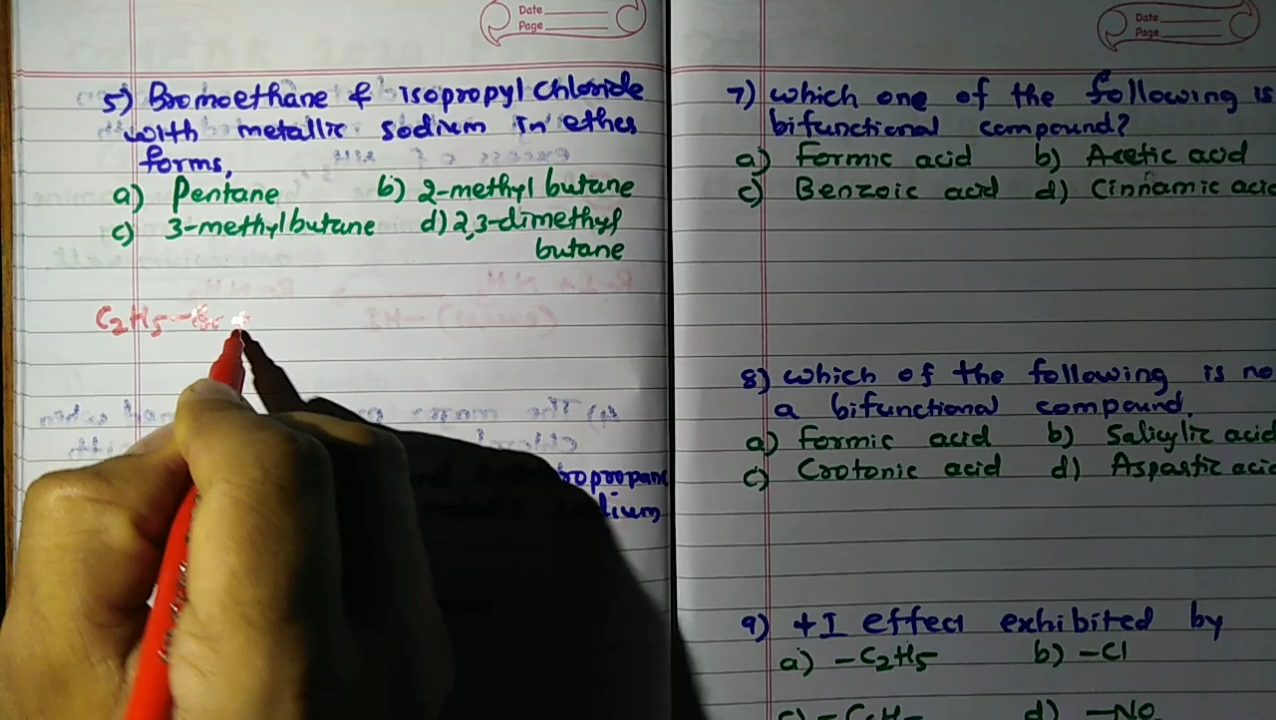 Date
Page
5) Bromoethane & isopropyl chloride
with metallic sodium in ether
forms,
a) Pentane b) 2-methyl butane
c) 3-methylbutane d) 2,3-dimethyl
butane
C2H5-Br +
dium
Date
Page
7) which one of the following is
bifunctional compound?
a) Formic acid b) Acetic acid
c) Benzoic acid d) Cinnamic acid
8) which of the following is no
a bifunctional compound.
a) Formic acid b) Salicylic acid
c) Crotonic acid d) Aspartic acid
9) +I effect exhibited by
a) -C2H5 b) -Cl
d) -No